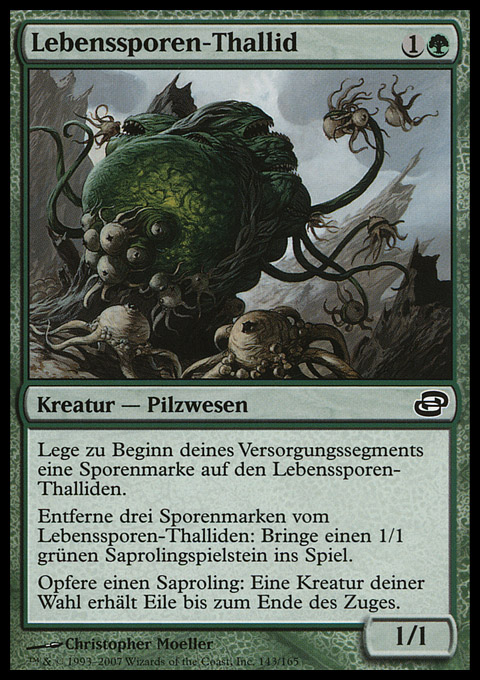 Lebenssporen-Thallid
1
Kreatur — Pilzwesen
Lege zu Beginn deines Versorgungssegments
eine Sporenmarke auf den Lebenssporen-
Thalliden.
Entferne drei Sporenmarken vom
Lebenssporen-Thalliden: Bringe einen 1/1
grünen Saprolingspielstein ins Spiel.
Opfere einen Saproling: Eine Kreatur deiner
Wahl erhält Eile bis zum Ende des Zuges.
Christopher Moeller
1/1
™ & © 1993–2007 Wizards of the Coast, Inc. 143/165